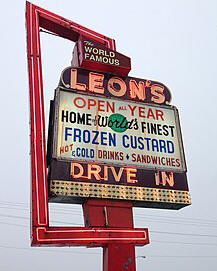 The
WORLD
FAMOUS
LEON'S
OPEN ALL YEAR
HOME OF World's FINEST
FROZEN CUSTARD
HOT & COLD DRINKS • SANDWICHES
DRIVE IN